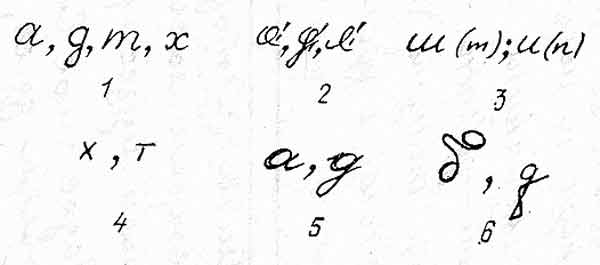 а, д, т, х а, д, х ш (т); и (п)
1 2 3
х, т а, д б, д
4 5 6